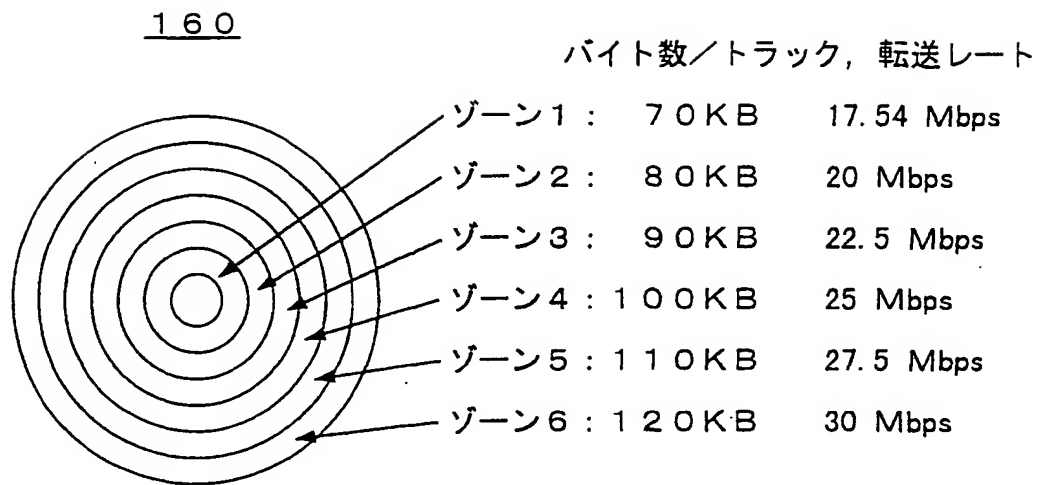 １６０
バイト数／トラック，転送レート
ゾーン１： ７０ＫＢ 17.54 Mbps
ゾーン２： ８０ＫＢ 20 Mbps
ゾーン３： ９０ＫＢ 22.5 Mbps
ゾーン４：１００ＫＢ 25 Mbps
ゾーン５：１１０ＫＢ 27.5 Mbps
ゾーン６：１２０ＫＢ 30 Mbps